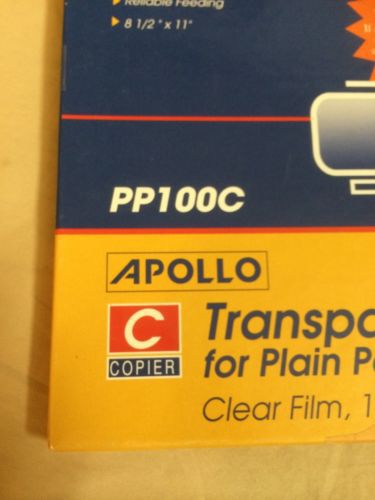 Reliable Feeding
8 1/2" x 11"
PP100C
APOLLO
C
COPIER
Transpa
for Plain P
Clear Film, 1